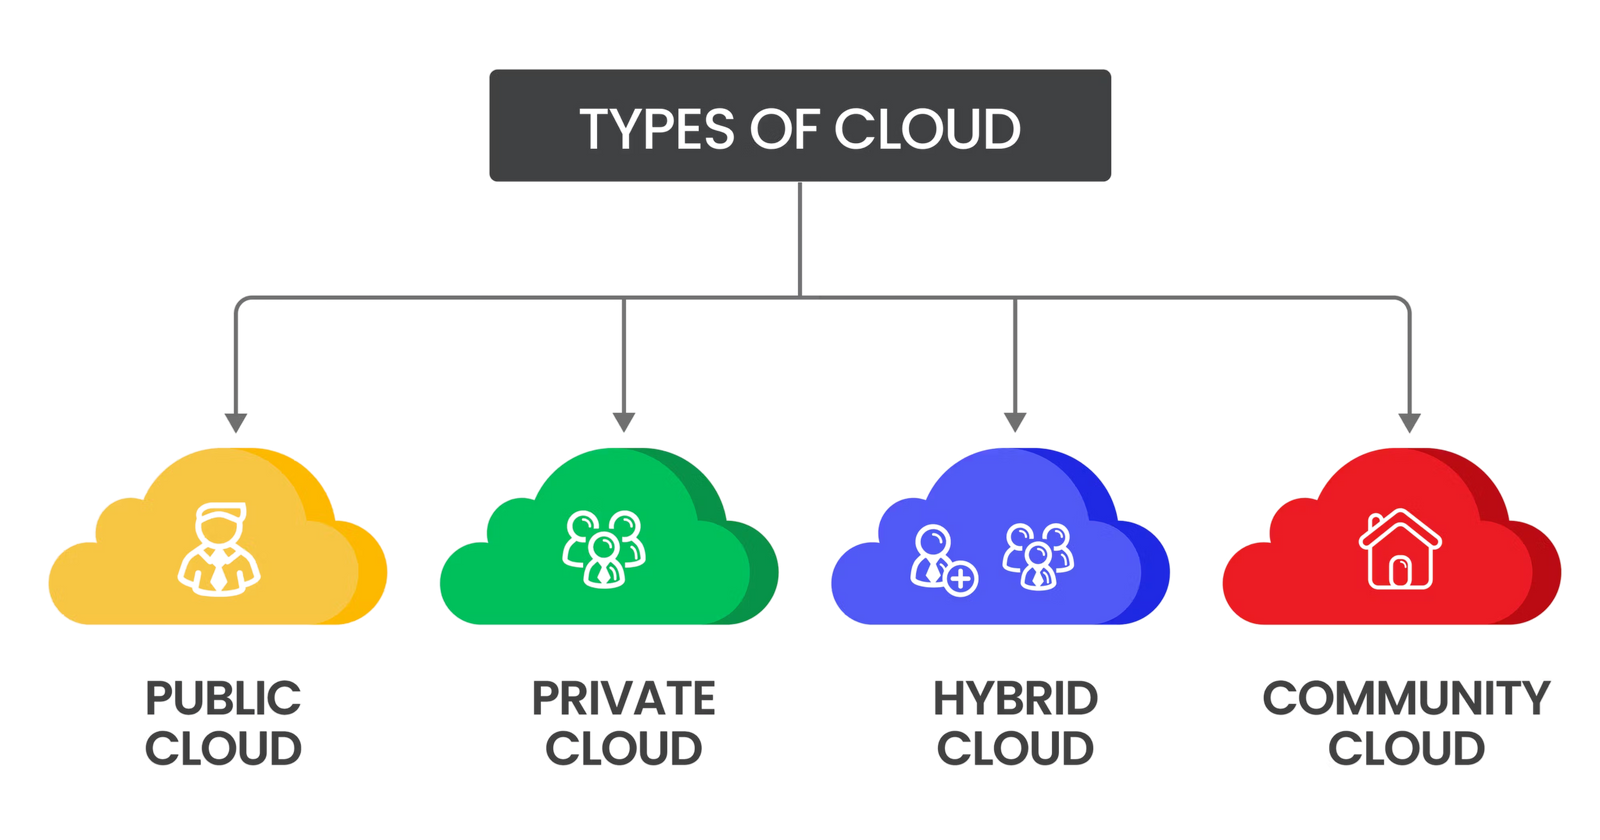 TYPES OF CLOUD
PUBLIC
CLOUD
PRIVATE
CLOUD
HYBRID
CLOUD
COMMUNITY
CLOUD